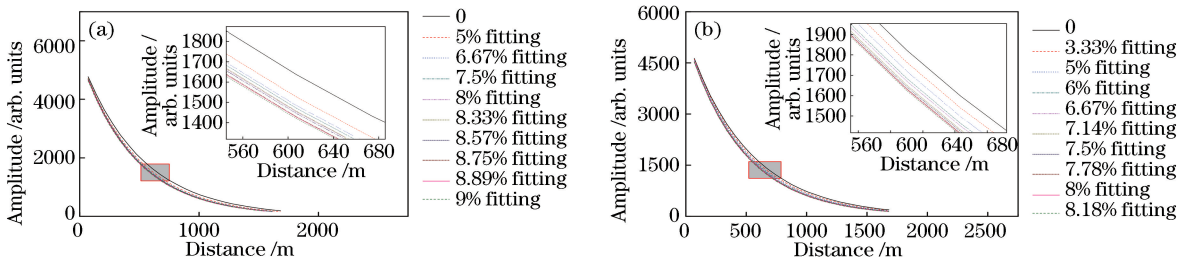 (a)
Amplitude /arb. units
6000
4000
2000
0
0
1000
2000
Distance /m
Amplitude /
arb. units
1800
1700
1600
1500
1400
560
600
640
680
Distance /m
0
5% fitting
6.67% fitting
7.5% fitting
8% fitting
8.33% fitting
8.57% fitting
8.75% fitting
8.89% fitting
9% fitting
(b)
Amplitude /arb. units
6000
4500
3000
1500
0
0
500
1000
1500
2000
2500
Distance /m
Amplitude /
arb. units
1900
1800
1700
1600
1500
560
600
640
680
Distance /m
0
3.33% fitting
5% fitting
6% fitting
6.67% fitting
7.14% fitting
7.5% fitting
7.78% fitting
8% fitting
8.18% fitting